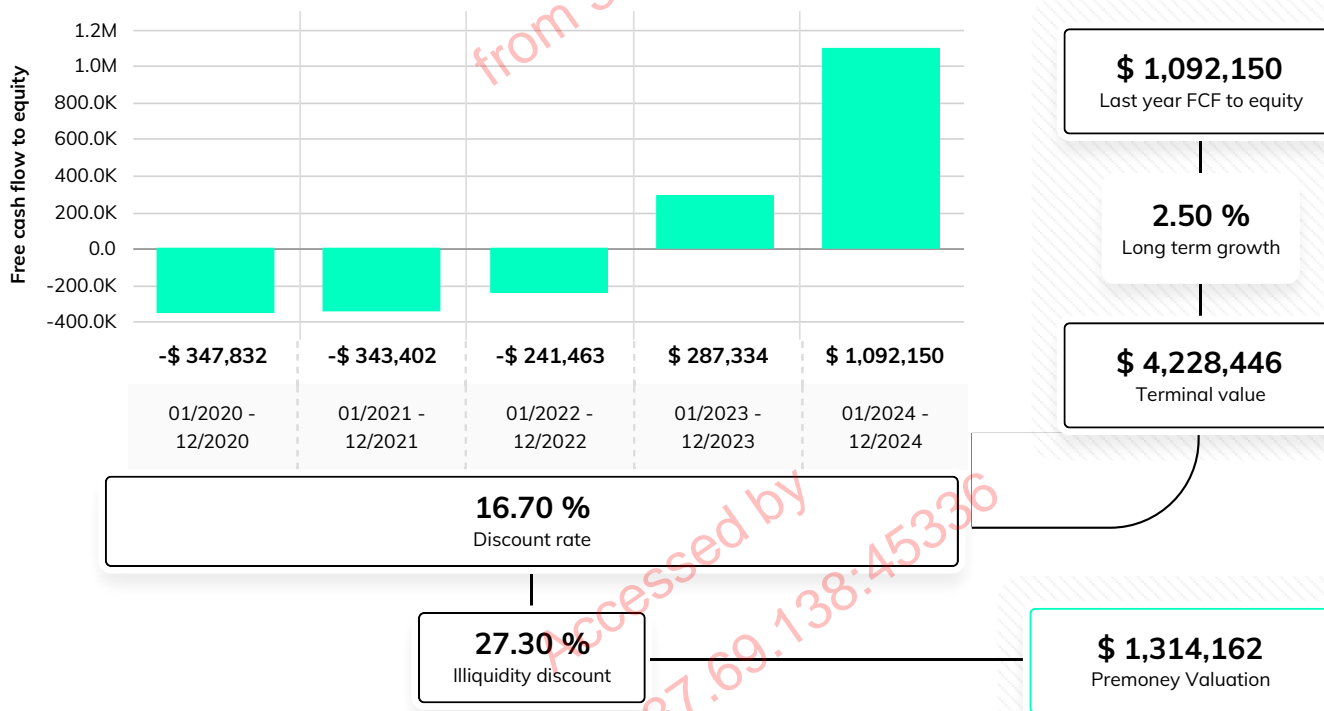 Free cash flow to equity
1.2M
1.0M
800.0K
600.0K
400.0K
200.0K
0.0
-200.0K
-400.0K
-$ 347,832
-$ 343,402
-$ 241,463
$ 287,334
$ 1,092,150
01/2020 -
12/2020
01/2021 -
12/2021
01/2022 -
12/2022
01/2023 -
12/2023
01/2024 -
12/2024
$ 1,092,150
Last year FCF to equity
2.50 %
Long term growth
$ 4,228,446
Terminal value
16.70 %
Discount rate
27.30 %
Illiquidity discount
$ 1,314,162
Premoney Valuation
from
Accessed by
37.69.138:45336